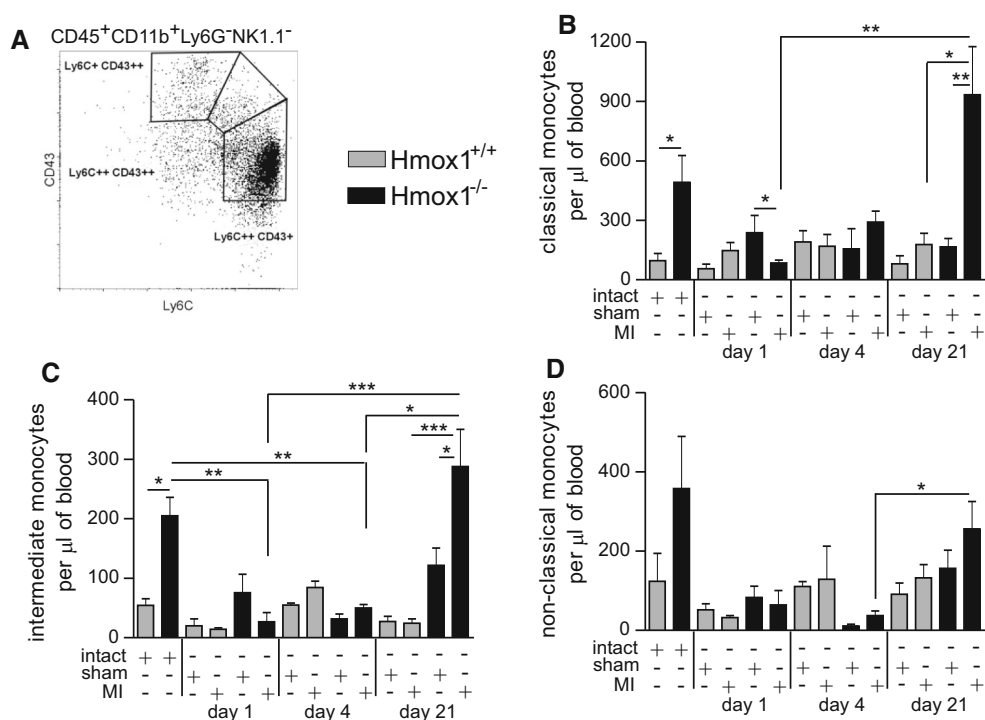 A
CD45+CD11b+Ly6G-NK1.1-
Ly6C+ CD43++
Ly6C++ CD43++
Ly6C++ CD43+
CD43
Ly6C
Hmox1+/+
Hmox1-/-
B
classical monocytes
per µl of blood
1200
900
600
300
0
*
*
**
*
**
intact + + - - - - - - - - - - - -
sham - - + - + - + - + - + - + -
MI - - - + - + - + - + - + - +
day 1 day 4 day 21
C
intermediate monocytes
per µl of blood
400
300
200
100
0
***
*
***
*
**
**
*
intact + + - - - - - - - - - - - -
sham - - + - + - + - + - + - + -
MI - - - + - + - + - + - + - +
day 1 day 4 day 21
D
non-classical monocytes
per µl of blood
600
400
200
0
*
intact + + - - - - - - - - - - - -
sham - - + - + - + - + - + - + -
MI - - - + - + - + - + - + - +
day 1 day 4 day 21